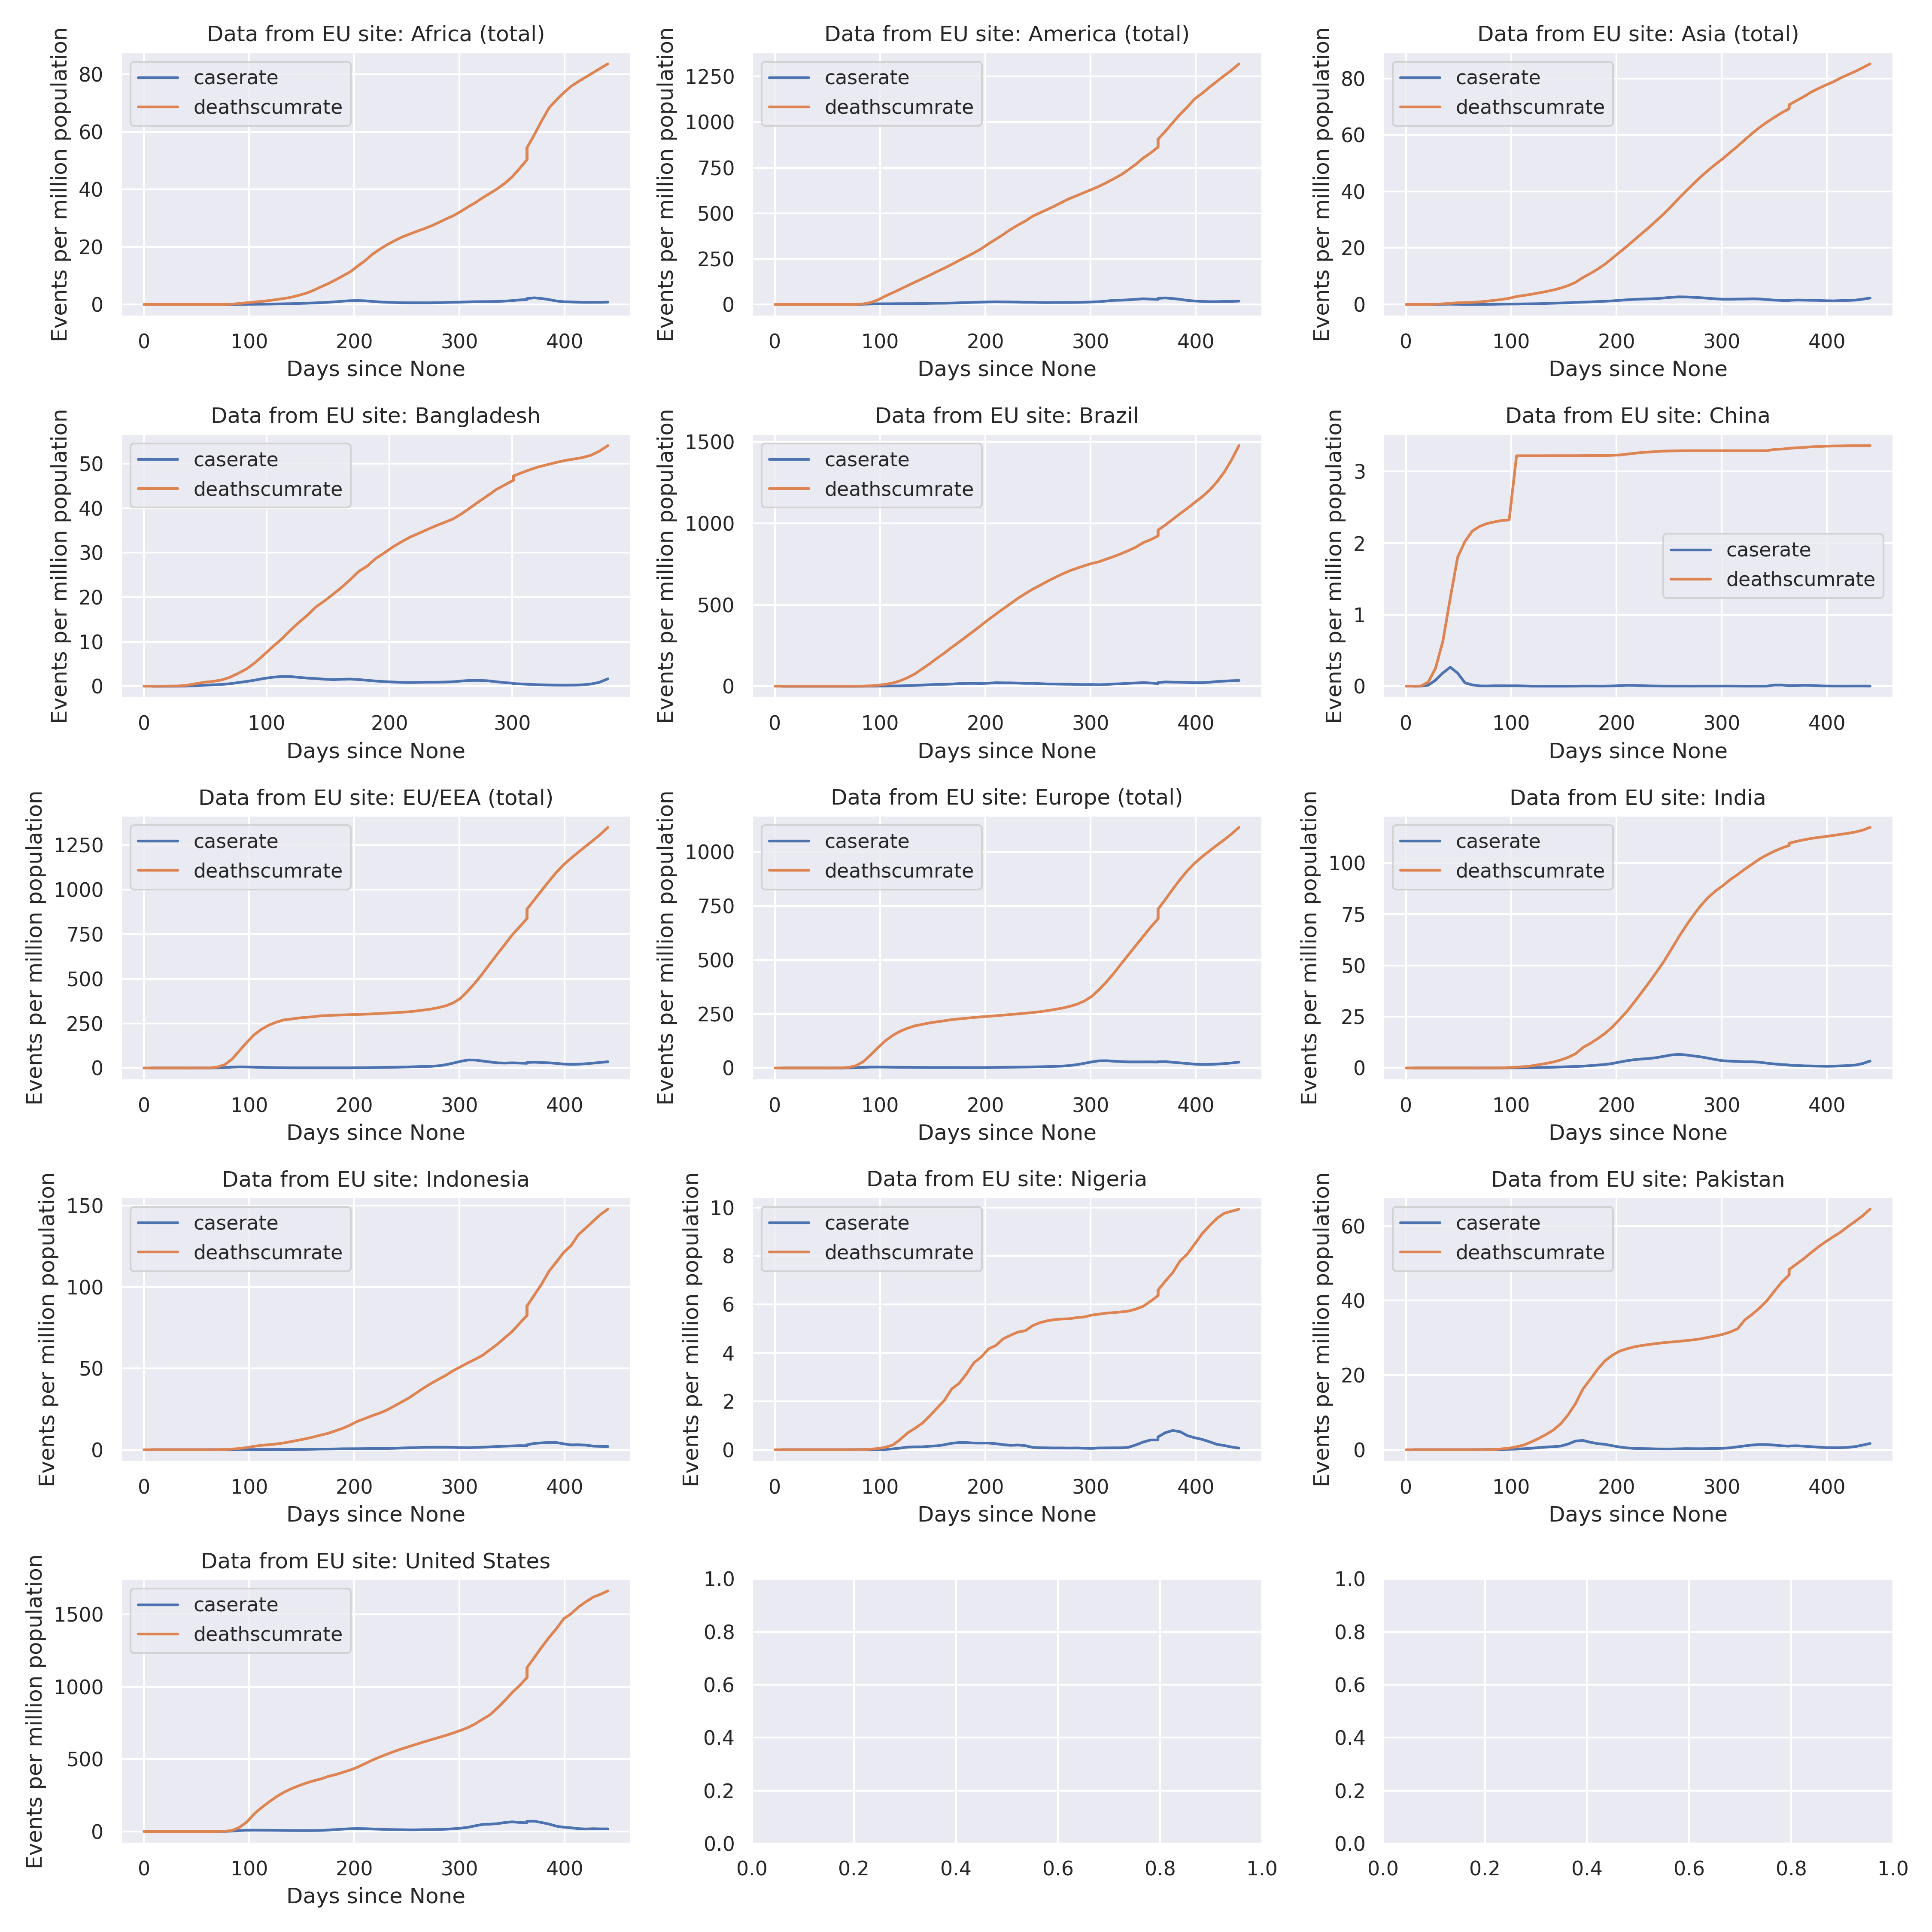 Data from EU site: Africa (total)
Events per million population
80
60
40
20
0
caserate
deathscumrate
0 100 200 300 400
Days since None
Data from EU site: America (total)
Events per million population
1250
1000
750
500
250
0
caserate
deathscumrate
0 100 200 300 400
Days since None
Data from EU site: Asia (total)
Events per million population
80
60
40
20
0
caserate
deathscumrate
0 100 200 300 400
Days since None
Data from EU site: Bangladesh
Events per million population
50
40
30
20
10
0
caserate
deathscumrate
0 100 200 300
Days since None
Data from EU site: Brazil
Events per million population
1500
1000
500
0
caserate
deathscumrate
0 100 200 300 400
Days since None
Data from EU site: China
Events per million population
3
2
1
0
caserate
deathscumrate
0 100 200 300 400
Days since None
Data from EU site: EU/EEA (total)
Events per million population
1250
1000
750
500
250
0
caserate
deathscumrate
0 100 200 300 400
Days since None
Data from EU site: Europe (total)
Events per million population
1000
750
500
250
0
caserate
deathscumrate
0 100 200 300 400
Days since None
Data from EU site: India
Events per million population
100
75
50
25
0
caserate
deathscumrate
0 100 200 300 400
Days since None
Data from EU site: Indonesia
Events per million population
150
100
50
0
caserate
deathscumrate
0 100 200 300 400
Days since None
Data from EU site: Nigeria
Events per million population
10
8
6
4
2
0
caserate
deathscumrate
0 100 200 300 400
Days since None
Data from EU site: Pakistan
Events per million population
60
40
20
0
caserate
deathscumrate
0 100 200 300 400
Days since None
Data from EU site: United States
Events per million population
1500
1000
500
0
caserate
deathscumrate
0 100 200 300 400
Days since None
1.0
0.8
0.6
0.4
0.2
0.0
0.0 0.2 0.4 0.6 0.8 1.0
1.0
0.8
0.6
0.4
0.2
0.0
0.0 0.2 0.4 0.6 0.8 1.0